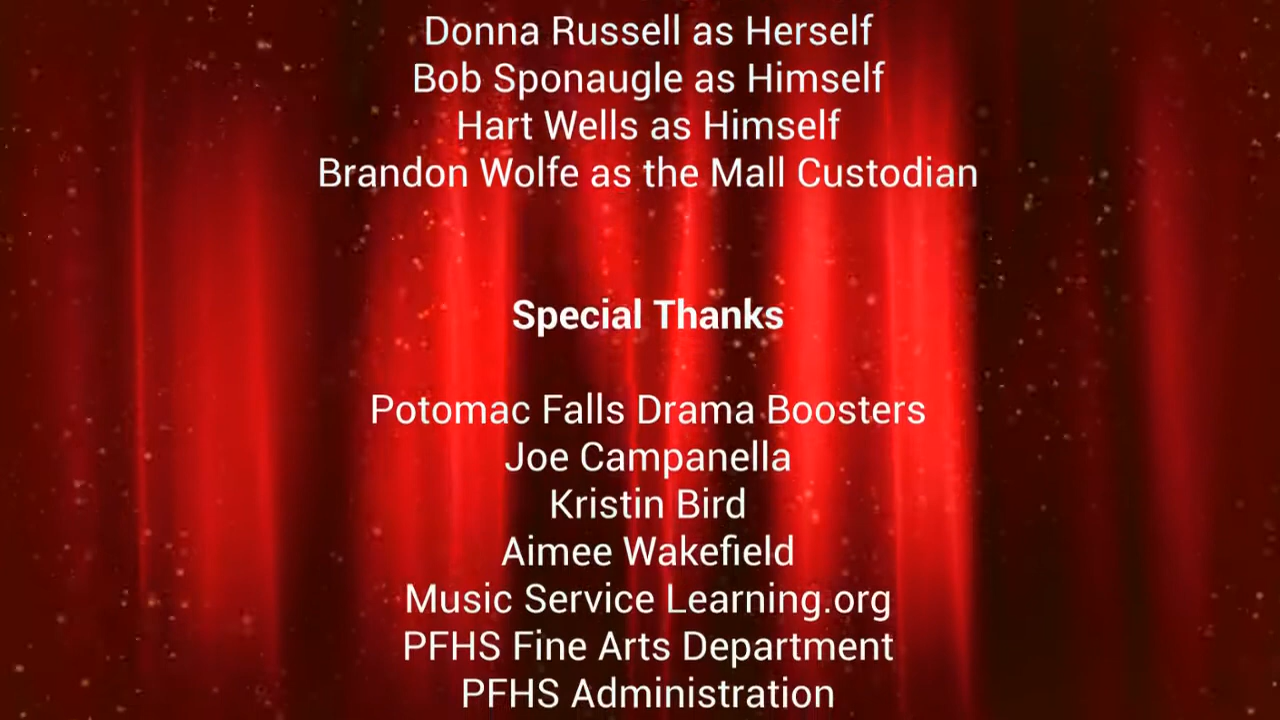 Donna Russell as Herself
Bob Sponaugle as Himself
Hart Wells as Himself
Brandon Wolfe as the Mall Custodian
Special Thanks
Potomac Falls Drama Boosters
Joe Campanella
Kristin Bird
Aimee Wakefield
Music Service Learning.org
PFHS Fine Arts Department
PFHS Administration